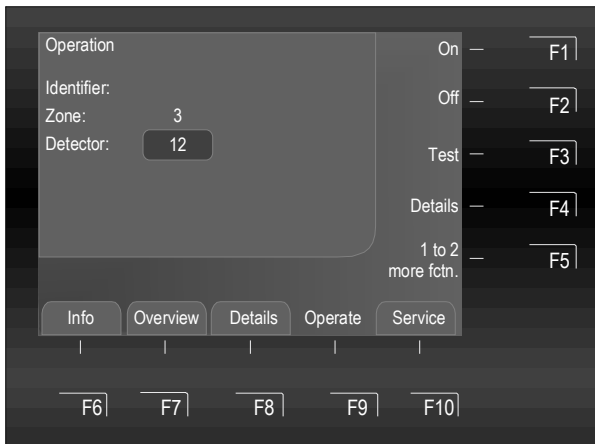 Operation
Identifier:
Zone: 3
Detector: 12
On
F1
Off
F2
Test
F3
Details
F4
1 to 2
more fctn.
F5
Info Overview Details Operate Service
F6 F7 F8 F9 F10